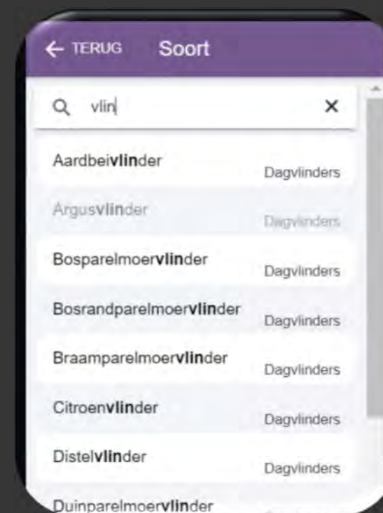 ← TERUG Soort
vlin ×
Aardbeivlinder Dagvlinders
Argusvlinder Dagvlinders
Bosparelmoervlinder Dagvlinders
Bosrandparelmoervlinder Dagvlinders
Braamparelmoervlinder Dagvlinders
Citroenvlinder Dagvlinders
Distelvlinder Dagvlinders
Duinparelmoervlinder